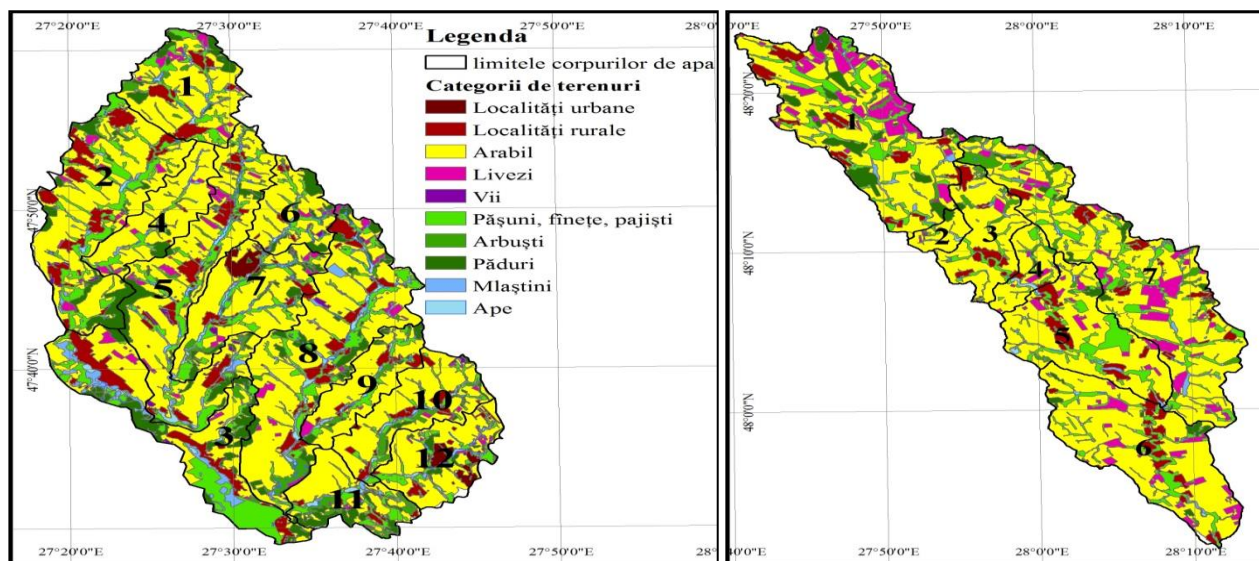 27°20'0"E 27°30'0"E 27°40'0"E 27°50'0"E 28°
Legenda
limitele corpurilor de apa
Categorii de terenuri
Localități urbane
Localități rurale
Arabil
Livezi
Vii
Pășuni, fînețe, pajiști
Arbuști
Păduri
Mlaștini
Ape
47°50'0"N
47°40'0"N
1
2
4
6
5
7
8
9
3
10
12
11
27°20'0"E 27°30'0"E 27°40'0"E 27°50'0"E 28°
27°50'0"E 28°0'0"E 28°10'0"E
48°20'0"N
48°10'0"N
48°0'0"N
1
2
3
4
7
5
6
40'0"E 27°50'0"E 28°0'0"E 28°10'0"E